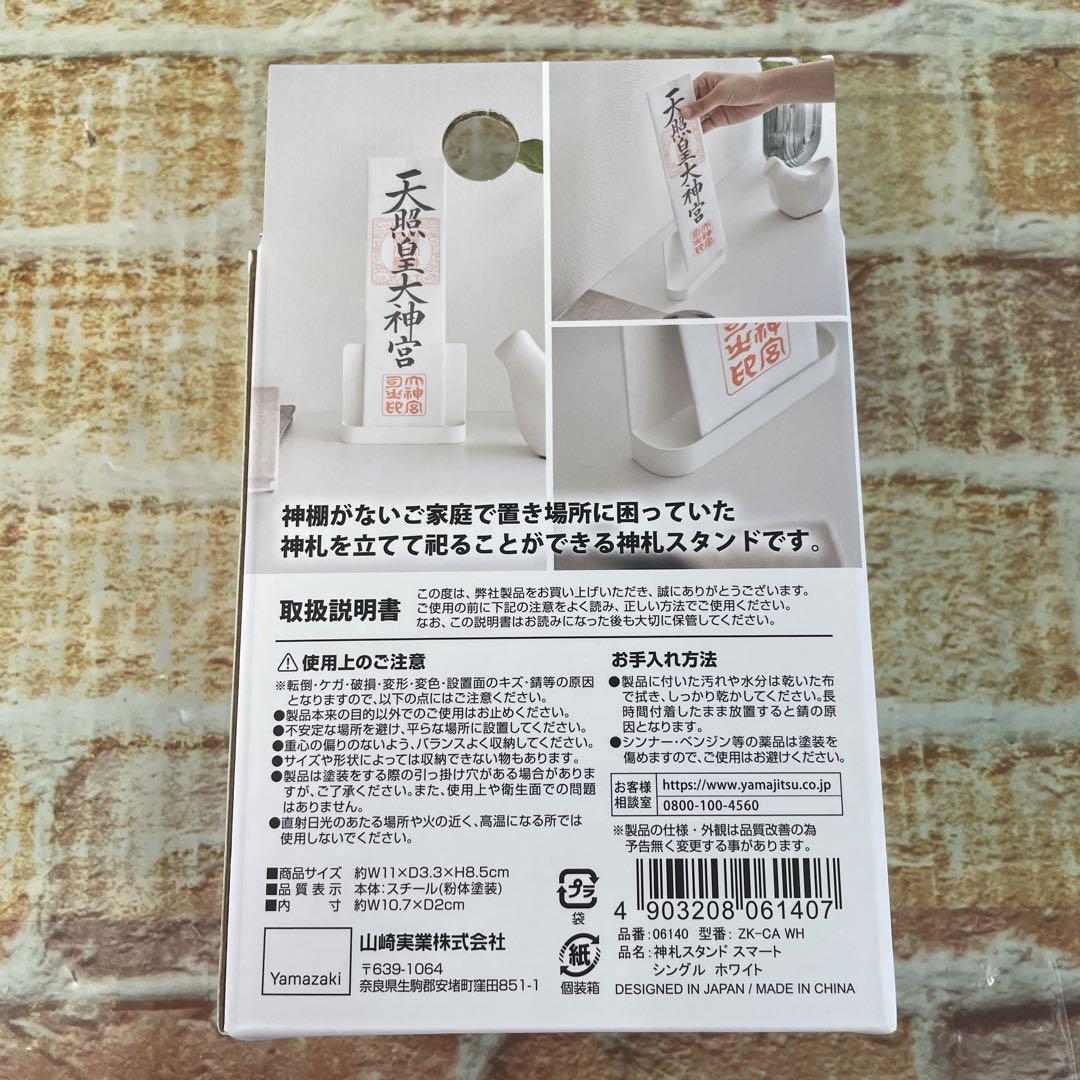 天照皇大神宮
大神宮司之印
天照皇大神宮
大神宮司之印
神棚がないご家庭で置き場所に困っていた
神札を立てて祀ることができる神札スタンドです。
取扱説明書
この度は、弊社製品をお買い上げいただき、誠にありがとうございます。
ご使用の前に下記の注意をよく読み、正しい方法でご使用ください。
なお、この説明書はお読みになった後も大切に保管してください。
⚠使用上のご注意
※転倒・ケガ・破損・変形・変色・設置面のキズ・錆等の原因
となりますので、以下の点にはご注意ください。
●製品本来の目的以外でのご使用はお止めください。
●不安定な場所を避け、平らな場所に設置してください。
●重心の偏りのないよう、バランスよく収納してください。
●サイズや形状によっては収納できない物もあります。
●製品は塗装をする際の引っ掛け穴がある場合がありま
すが、ご了承ください。また、使用上や衛生面での問題
はありません。
●直射日光のあたる場所や火の近く、高温になる所では
使用しないでください。
お手入れ方法
●製品に付いた汚れや水分は乾いた布
で拭き、しっかり乾かしてください。長
時間付着したまま放置すると錆の原
因となります。
●シンナー・ベンジン等の薬品は塗装を
傷めますので、ご使用はお避けください。
お客様
相談室
https://www.yamajitsu.co.jp
0800-100-4560
※製品の仕様・外観は品質改善の為
予告無く変更する事があります。
■商品サイズ 約W11×D3.3×H8.5cm
■品質表示 本体:スチール(粉体塗装)
■内寸 約W10.7×D2cm
Yamazaki
山崎実業株式会社
〒639-1064
奈良県生駒郡安堵町窪田851-1
プラ
袋
紙
個装箱
4 903208 061407
品番:06140 型番: ZK-CA WH
品名:神札スタンド スマート
シングル ホワイト
DESIGNED IN JAPAN / MADE IN CHINA